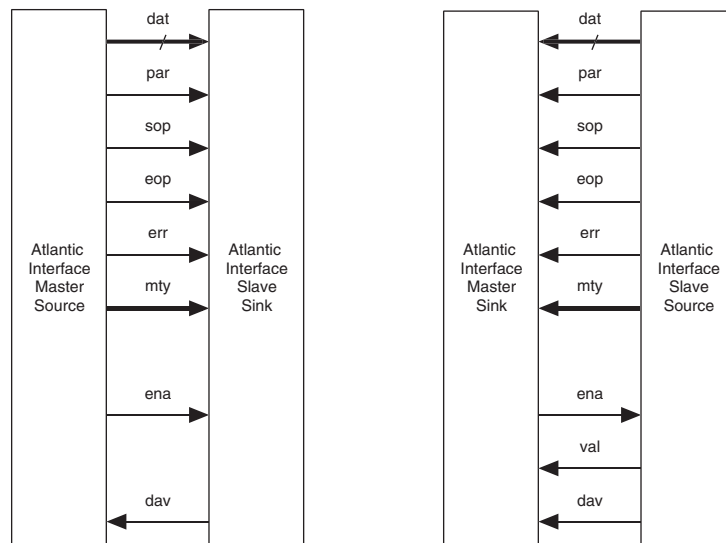 dat
par
sop
eop
err
mty
ena
dav
Atlantic
Interface
Master
Source
Atlantic
Interface
Slave
Sink
dat
par
sop
eop
err
mty
ena
val
dav
Atlantic
Interface
Master
Sink
Atlantic
Interface
Slave
Source